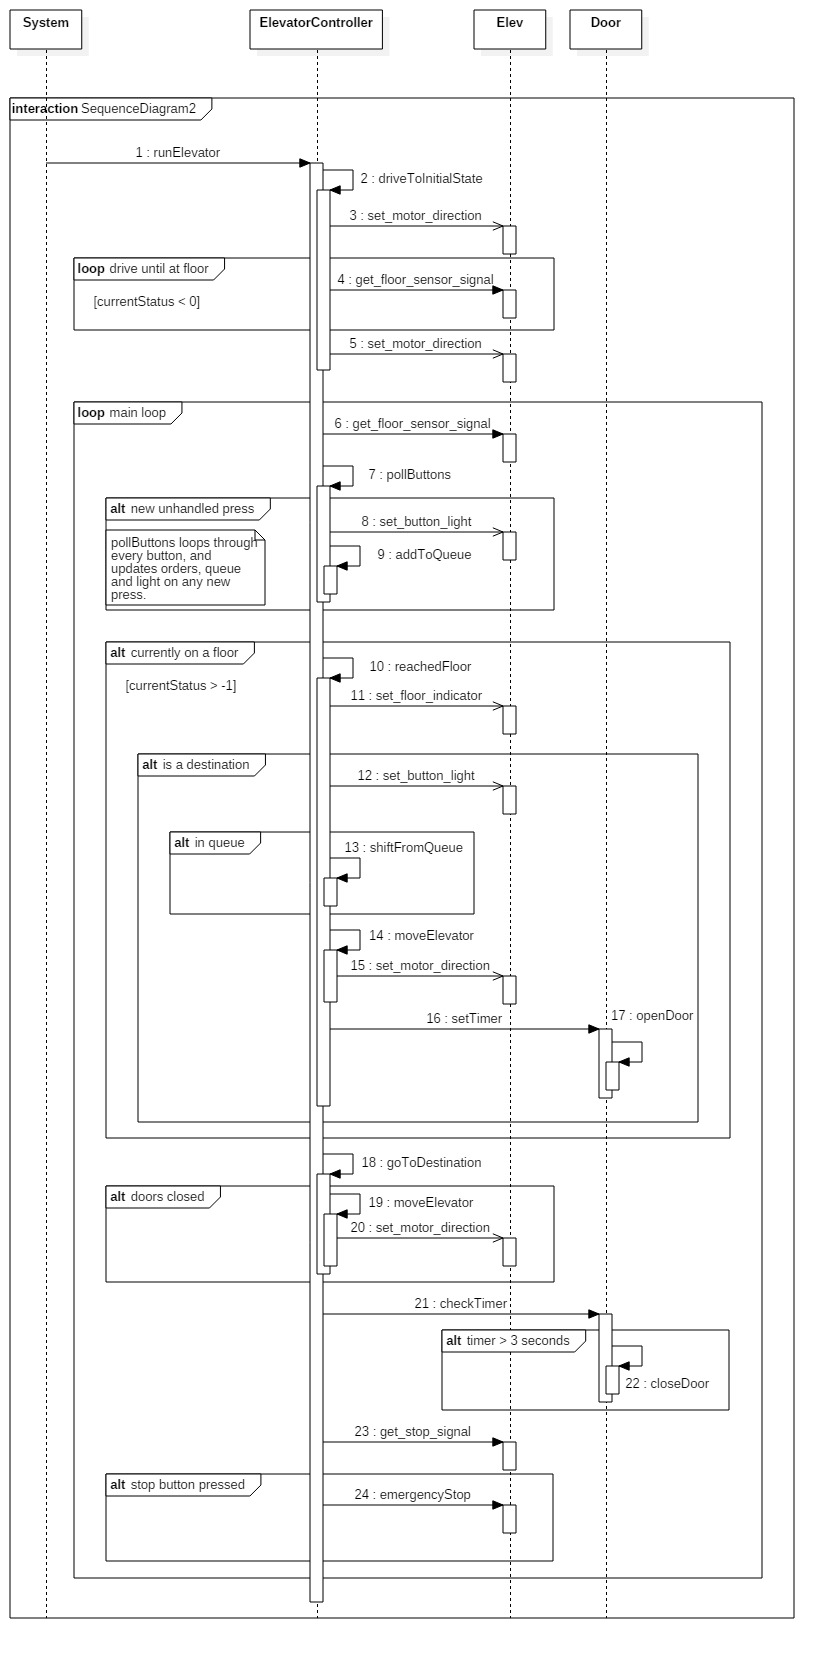 System
ElevatorController
Elev
Door
interaction SequenceDiagram2
1 : runElevator
2 : driveToInitialState
3 : set_motor_direction
loop drive until at floor
4 : get_floor_sensor_signal
[currentStatus < 0]
5 : set_motor_direction
loop main loop
6 : get_floor_sensor_signal
7 : pollButtons
alt new unhandled press
8 : set_button_light
pollButtons loops through
every button, and
updates orders, queue
and light on any new
press.
9 : addToQueue
alt currently on a floor
10 : reachedFloor
[currentStatus > -1]
11 : set_floor_indicator
alt is a destination
12 : set_button_light
alt in queue
13 : shiftFromQueue
14 : moveElevator
15 : set_motor_direction
16 : setTimer
17 : openDoor
18 : goToDestination
alt doors closed
19 : moveElevator
20 : set_motor_direction
21 : checkTimer
alt timer > 3 seconds
22 : closeDoor
23 : get_stop_signal
alt stop button pressed
24 : emergencyStop